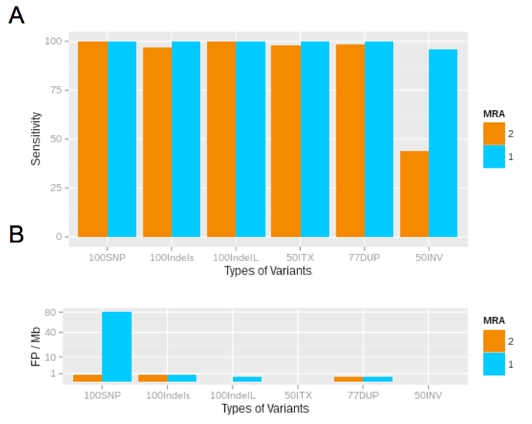 A
100
75
50
25
0
Sensitivity
100SNP 100Indels 100IndelL 50ITX 77DUP 50INV
Types of Variants
MRA
2
1
B
80
40
10
1
FP / Mb
100SNP 100Indels 100IndelL 50ITX 77DUP 50INV
Types of Variants
MRA
2
1